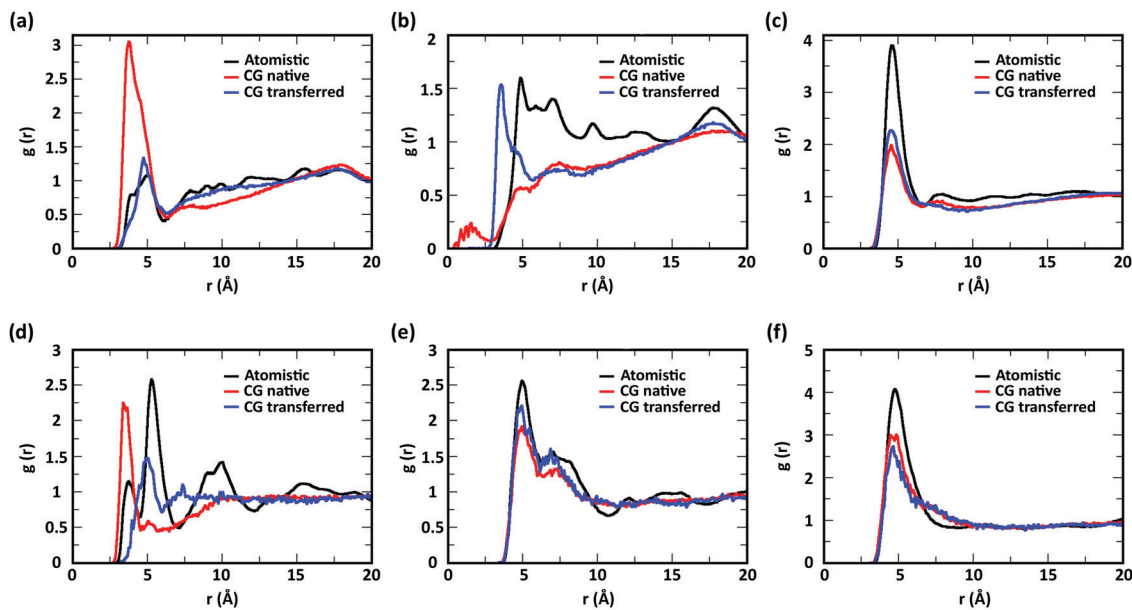 (a)
3
2.5
2
1.5
1
0.5
0
g (r)
Atomistic
CG native
CG transferred
0 5 10 15 20
r (Å)
(b)
2
1.5
1
0.5
0
g (r)
Atomistic
CG native
CG transferred
0 5 10 15 20
r (Å)
(c)
4
3
2
1
0
g (r)
Atomistic
CG native
CG transferred
0 5 10 15 20
r (Å)
(d)
3
2.5
2
1.5
1
0.5
0
g (r)
Atomistic
CG native
CG transferred
0 5 10 15 20
r (Å)
(e)
3
2.5
2
1.5
1
0.5
0
g (r)
Atomistic
CG native
CG transferred
0 5 10 15 20
r (Å)
(f)
5
4
3
2
1
0
g (r)
Atomistic
CG native
CG transferred
0 5 10 15 20
r (Å)